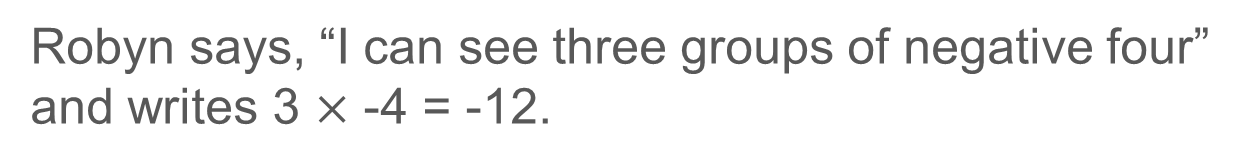 Robyn says, “I can see three groups of negative four”
and writes 3 × -4 = -12.